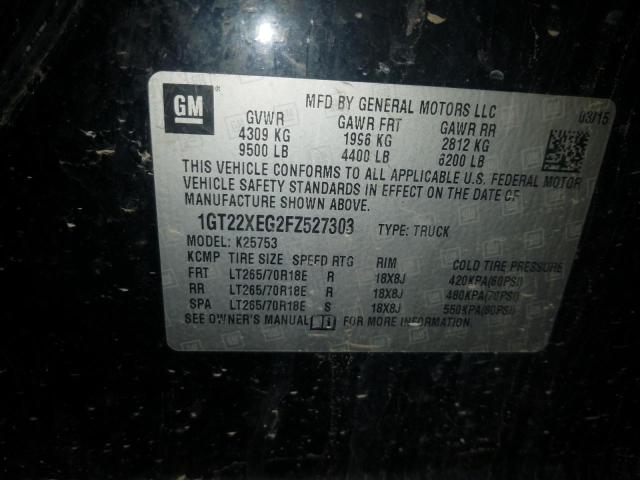 GM
MFD BY GENERAL MOTORS LLC 03/15
GVWR GAWR FRT GAWR RR
4309 KG 1996 KG 2812 KG
9500 LB 4400 LB 6200 LB
THIS VEHICLE CONFORMS TO ALL APPLICABLE U.S. FEDERAL MOTOR
VEHICLE SAFETY STANDARDS IN EFFECT ON THE DATE OF
MANUFACTURE SHOWN ABOVE.
1GT22XEG2FZ527303 TYPE: TRUCK
MODEL: K25753
KCMP TIRE SIZE SPEED RTG RIM COLD TIRE PRESSURE
FRT LT265/70R18E R 18X8J 420KPA(60PSI)
RR LT265/70R18E R 18X8J 480KPA(70PSI)
SPA LT265/70R18E S 18X8J 550KPA(80PSI)
SEE OWNER'S MANUAL FOR MORE INFORMATION.